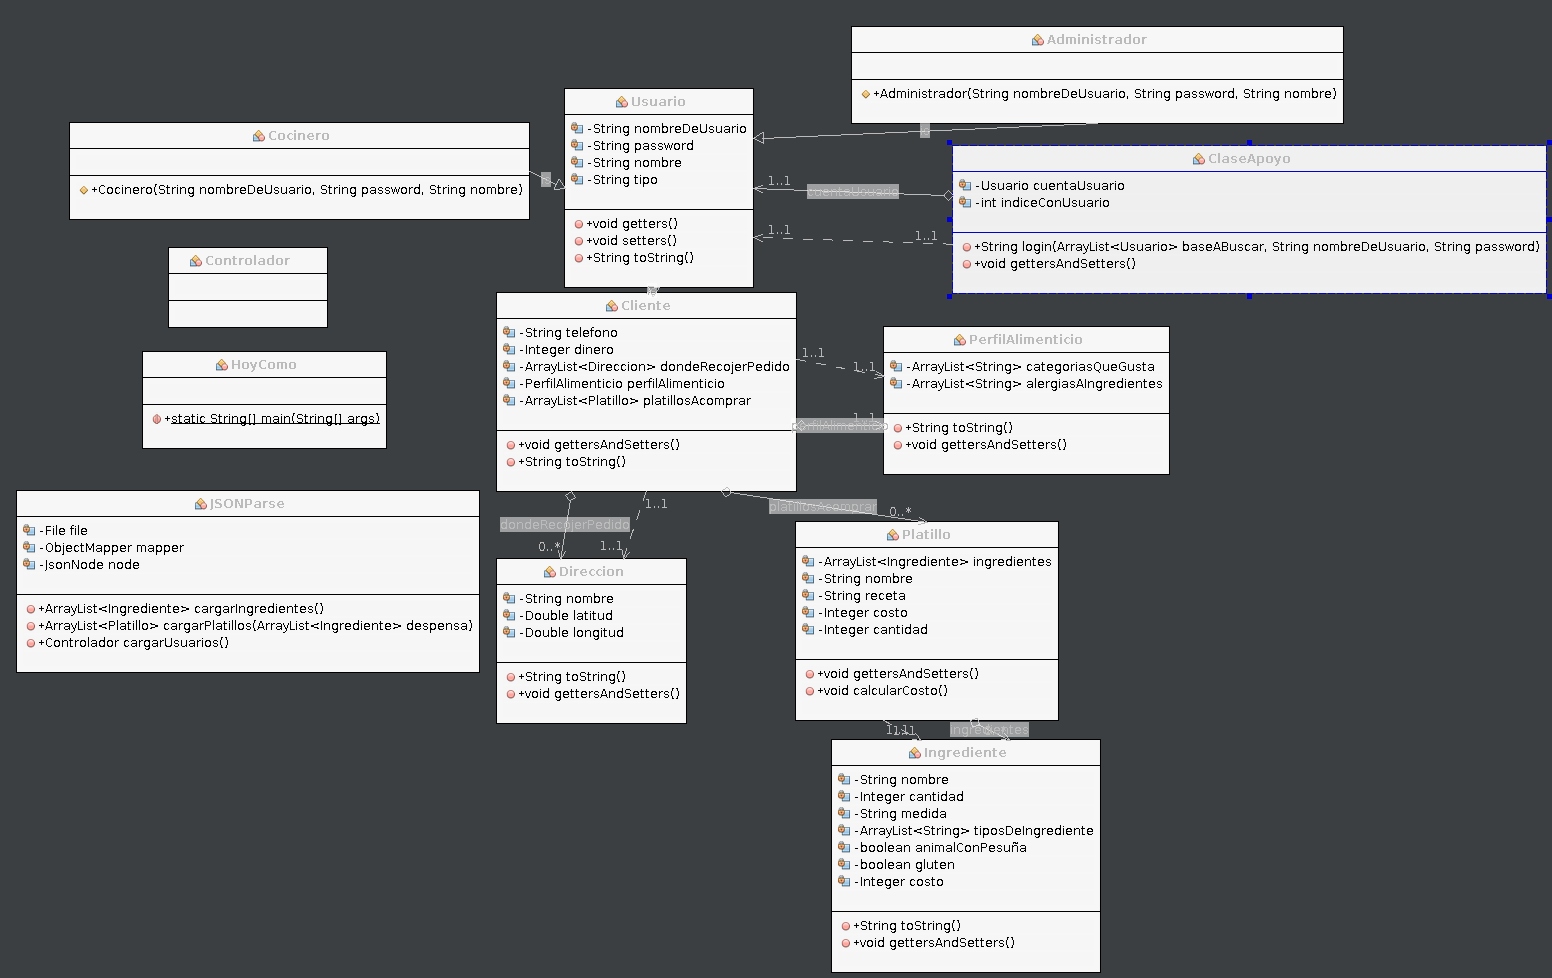 Administrador
+Administrador(String nombreDeUsuario, String password, String nombre)
Usuario
-String nombreDeUsuario
-String password
-String nombre
-String tipo
+void getters()
+void setters()
+String toString()
Cocinero
+Cocinero(String nombreDeUsuario, String password, String nombre)
ClaseApoyo
-Usuario cuentaUsuario
-int indiceConUsuario
+String login(ArrayList<Usuario> baseABuscar, String nombreDeUsuario, String password)
+void gettersAndSetters()
1..1
cuentaUsuario
1..1
1..1
Controlador
HoyComo
+static String[] main(String[] args)
Cliente
-String telefono
-Integer dinero
-ArrayList<Direccion> dondeRecojerPedido
-PerfilAlimenticio perfilAlimenticio
-ArrayList<Platillo> platillosAcomprar
+void gettersAndSetters()
+String toString()
1..1
1..1
1..1
perfilAlimenticio
PerfilAlimenticio
-ArrayList<String> categoriasQueGusta
-ArrayList<String> alergiasAIngredientes
+String toString()
+void gettersAndSetters()
JSONParse
-File file
-ObjectMapper mapper
-JsonNode node
+ArrayList<Ingrediente> cargarIngredientes()
+ArrayList<Platillo> cargarPlatillos(ArrayList<Ingrediente> despensa)
+Controlador cargarUsuarios()
1..1
dondeRecojerPedido
0..*
1..1
platillosAcomprar
0..*
Direccion
-String nombre
-Double latitud
-Double longitud
+String toString()
+void gettersAndSetters()
Platillo
-ArrayList<Ingrediente> ingredientes
-String nombre
-String receta
-Integer costo
-Integer cantidad
+void gettersAndSetters()
+void calcularCosto()
ingredientes
Ingrediente
-String nombre
-Integer cantidad
-String medida
-ArrayList<String> tiposDeIngrediente
-boolean animalConPesuña
-boolean gluten
-Integer costo
+String toString()
+void gettersAndSetters()